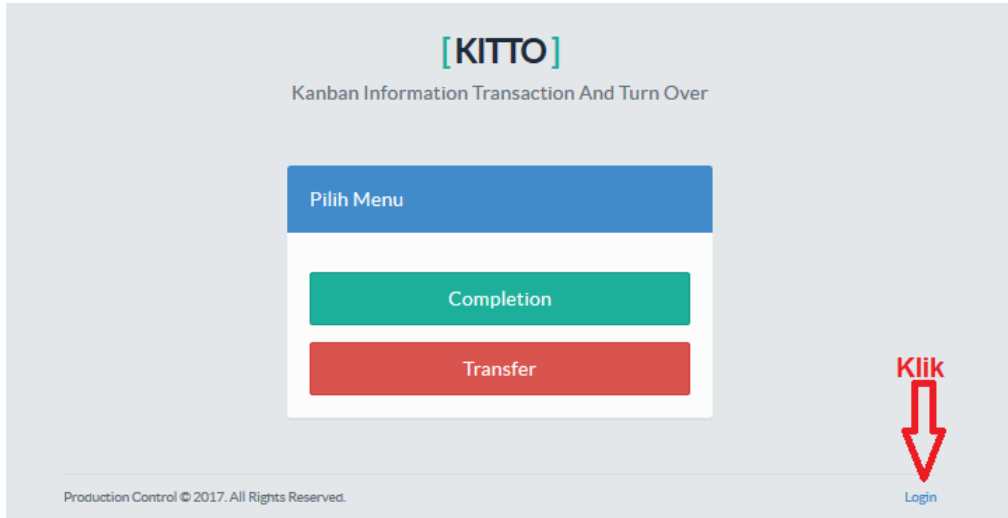 [KITTO]
Kanban Information Transaction And Turn Over
Pilih Menu
Completion
Transfer
Klik
Production Control © 2017. All Rights Reserved.
Login